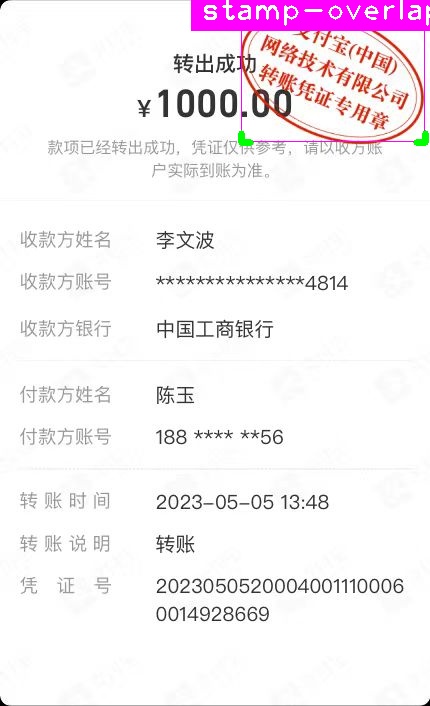 stamp-overlap
支付宝(中国)
网络技术有限公司
转账凭证专用章
转出成功
¥1000.00
款项已经转出成功，凭证仅供参考，请以收方账
户实际到账为准。
收款方姓名 李文波
收款方账号 ***************4814
收款方银行 中国工商银行
付款方姓名 陈玉
付款方账号 188 **** **56
转账时间 2023-05-05 13:48
转账说明 转账
凭证号 2023050520004001110006
0014928669